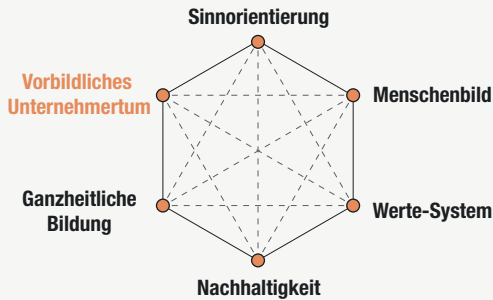 Sinnorientierung
Vorbildliches
Unternehmertum
Menschenbild
Ganzheitliche
Bildung
Werte-System
Nachhaltigkeit